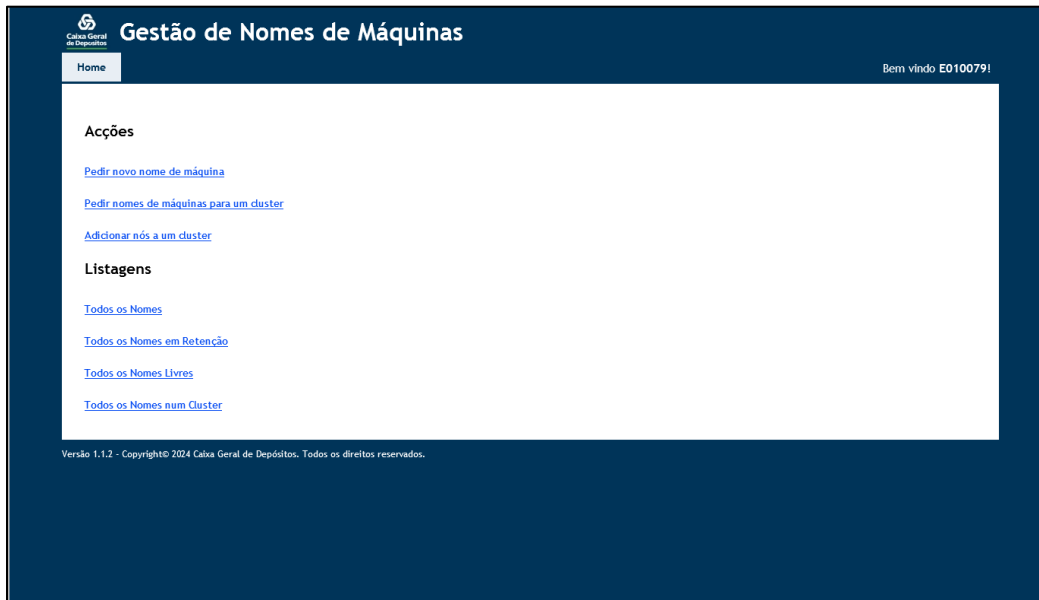 Caixa Geral
de Depositos
Gestão de Nomes de Máquinas
Home
Bem vindo E010079!
Acções
Pedir novo nome de máquina
Pedir nomes de máquinas para um cluster
Adicionar nós a um cluster
Listagens
Todos os Nomes
Todos os Nomes em Retenção
Todos os Nomes Livres
Todos os Nomes num Cluster
Versão 1.1.2 - Copyright© 2024 Caixa Geral de Depósitos. Todos os direitos reservados.